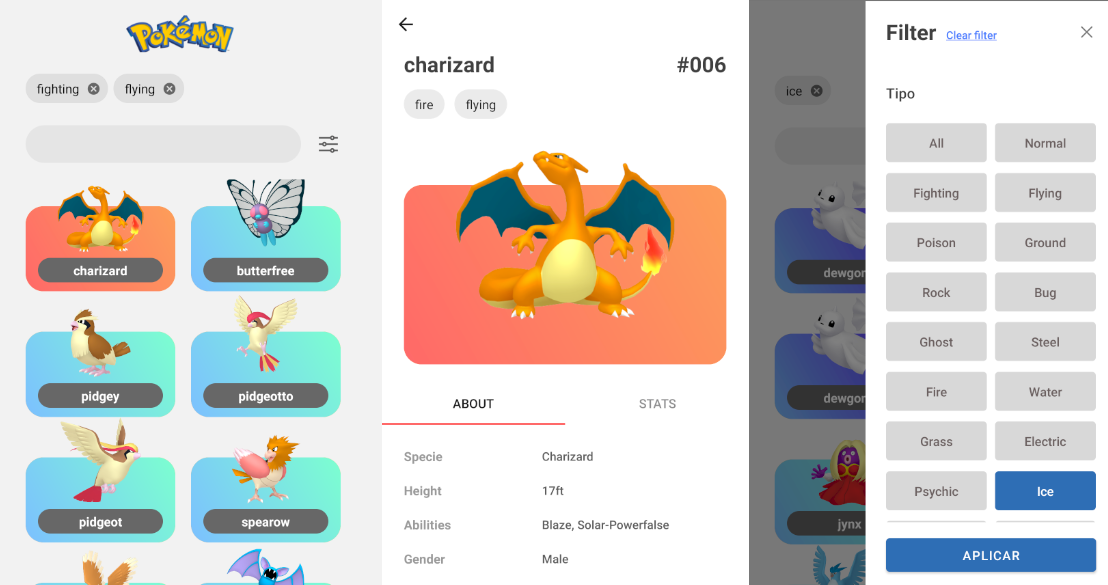 Pokémon
fighting
flying
charizard
butterfree
pidgey
pidgeotto
pidgeot
spearow
charizard #006
fire
flying
ABOUT STATS
Specie Charizard
Height 17ft
Abilities Blaze, Solar-Powerfalse
Gender Male
ice
dewgon
dewgon
jynx
Filter Clear filter
Tipo
All Normal
Fighting Flying
Poison Ground
Rock Bug
Ghost Steel
Fire Water
Grass Electric
Psychic Ice
APLICAR